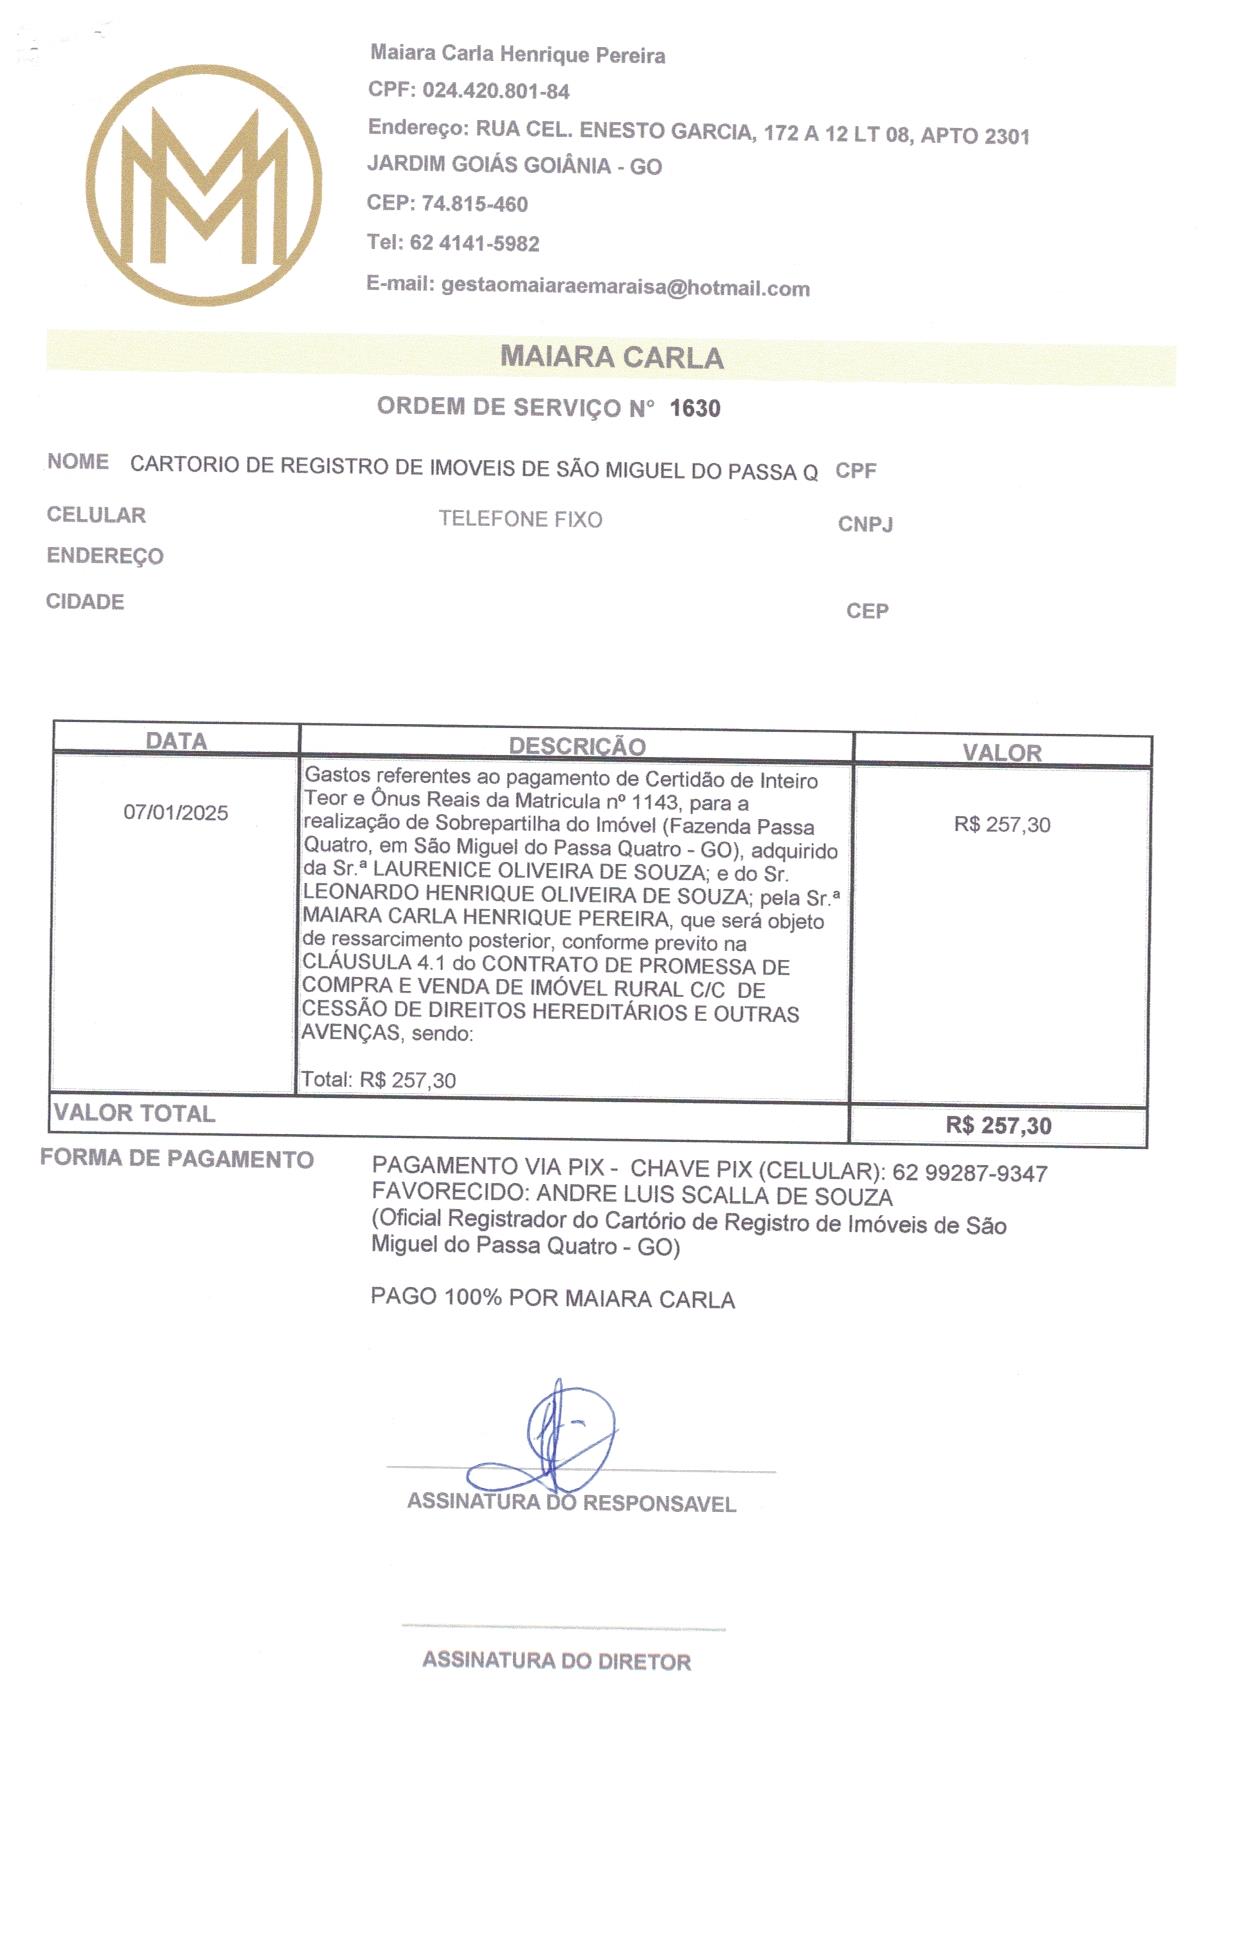 Maiara Carla Henrique Pereira
CPF: 024.420.801-84
Endereço: RUA CEL. ENESTO GARCIA, 172 A 12 LT 08, APTO 2301
JARDIM GOIÁS GOIÂNIA - GO
CEP: 74.815-460
Tel: 62 4141-5982
E-mail: gestaomaiaraemaraisa@hotmail.com
MAIARA CARLA
ORDEM DE SERVIÇO N° 1630
NOME CARTORIO DE REGISTRO DE IMOVEIS DE SÃO MIGUEL DO PASSA Q CPF
CELULAR TELEFONE FIXO CNPJ
ENDEREÇO
CIDADE CEP
DATA DESCRIÇÃO VALOR
07/01/2025
Gastos referentes ao pagamento de Certidão de Inteiro
Teor e Ônus Reais da Matricula nº 1143, para a
realização de Sobrepartilha do Imóvel (Fazenda Passa
Quatro, em São Miguel do Passa Quatro - GO), adquirido
da Sr.ª LAURENICE OLIVEIRA DE SOUZA; e do Sr.
LEONARDO HENRIQUE OLIVEIRA DE SOUZA; pela Sr.ª
MAIARA CARLA HENRIQUE PEREIRA, que será objeto
de ressarcimento posterior, conforme previto na
CLÁUSULA 4.1 do CONTRATO DE PROMESSA DE
COMPRA E VENDA DE IMÓVEL RURAL C/C DE
CESSÃO DE DIREITOS HEREDITÁRIOS E OUTRAS
AVENÇAS, sendo:
Total: R$ 257,30
R$ 257,30
VALOR TOTAL R$ 257,30
FORMA DE PAGAMENTO
PAGAMENTO VIA PIX - CHAVE PIX (CELULAR): 62 99287-9347
FAVORECIDO: ANDRE LUIS SCALLA DE SOUZA
(Oficial Registrador do Cartório de Registro de Imóveis de São
Miguel do Passa Quatro - GO)
PAGO 100% POR MAIARA CARLA
ASSINATURA DO RESPONSAVEL
ASSINATURA DO DIRETOR